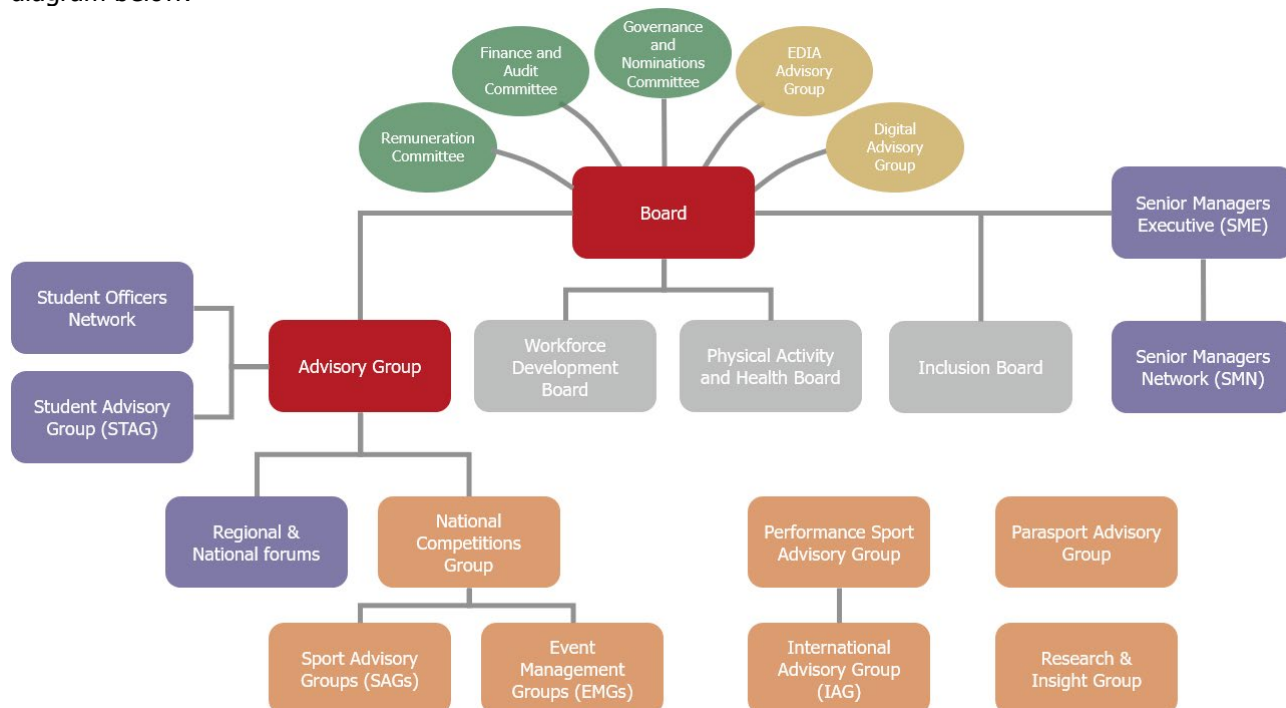 diagram below.
Governance
and
Nominations
Committee
Finance and
Audit
Committee
EDIA
Advisory
Group
Remuneration
Committee
Digital
Advisory
Group
Board
Senior Managers
Executive (SME)
Student Officers
Network
Advisory Group
Workforce
Development
Board
Physical Activity
and Health Board
Inclusion Board
Senior Managers
Network (SMN)
Student Advisory
Group (STAG)
Regional &
National forums
National
Competitions
Group
Performance Sport
Advisory Group
Parasport Advisory
Group
Sport Advisory
Groups (SAGs)
Event
Management
Groups (EMGs)
International
Advisory Group
(IAG)
Research &
Insight Group